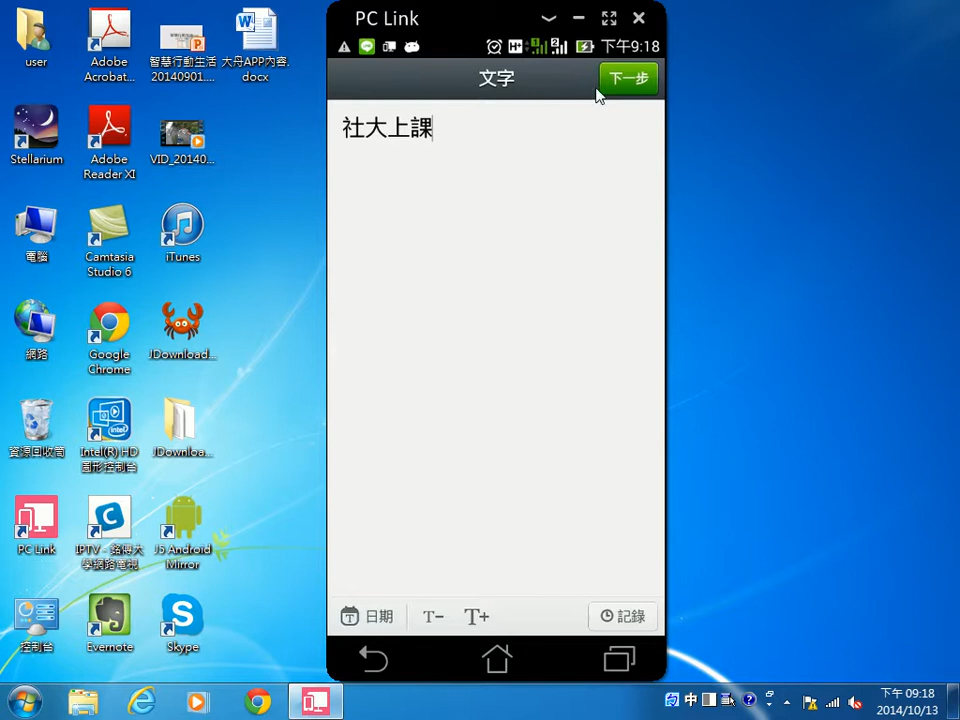 PC Link
下午9:18
文字
下一步
社大上課
日期
T-
T+
記錄
user
Adobe
Acrobat...
智慧行動生活
20140901....
大舟APP內容.
docx
Stellarium
Adobe
Reader XI
VID_20140...
電腦
Camtasia
Studio 6
iTunes
網路
Google
Chrome
JDownload...
資源回收筒
Intel(R) HD
圖形控制台
JDownloa...
PC Link
IPTV - 銘傳大
學網路電視
J5 Android
Mirror
控制台
Evernote
Skype
中
下午 09:18
2014/10/13